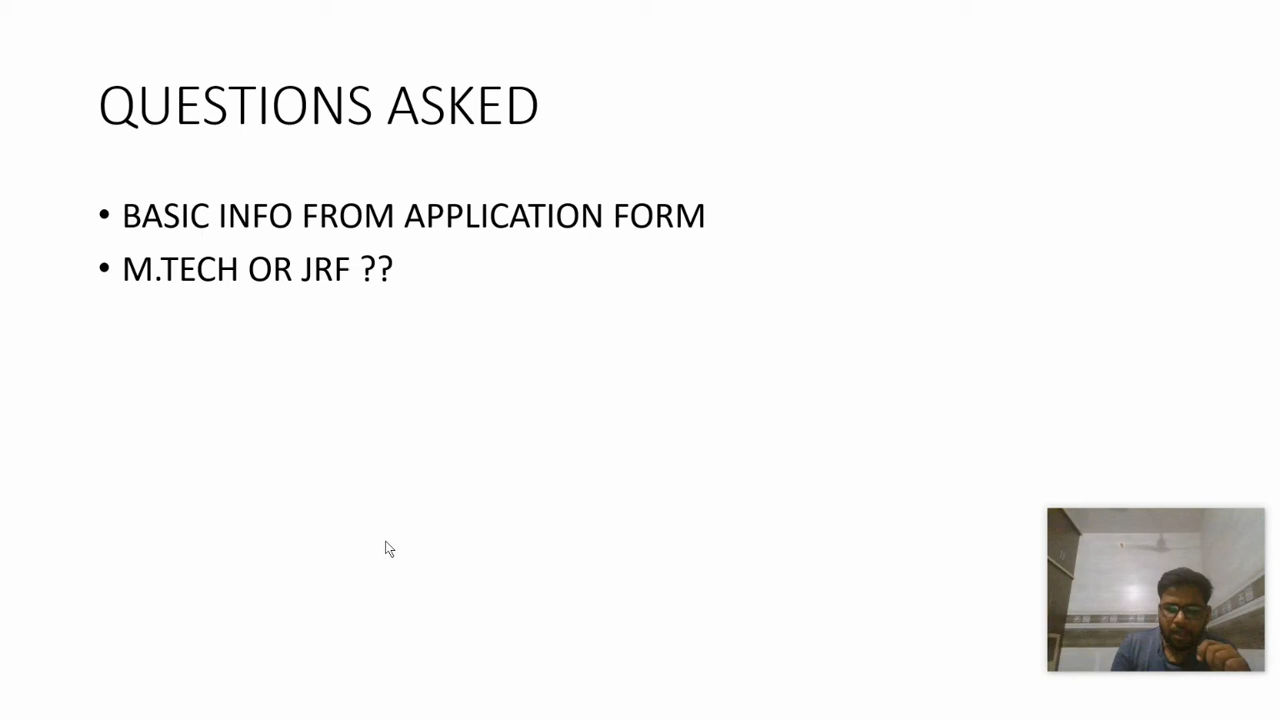 QUESTIONS ASKED
• BASIC INFO FROM APPLICATION FORM
• M.TECH OR JRF ??